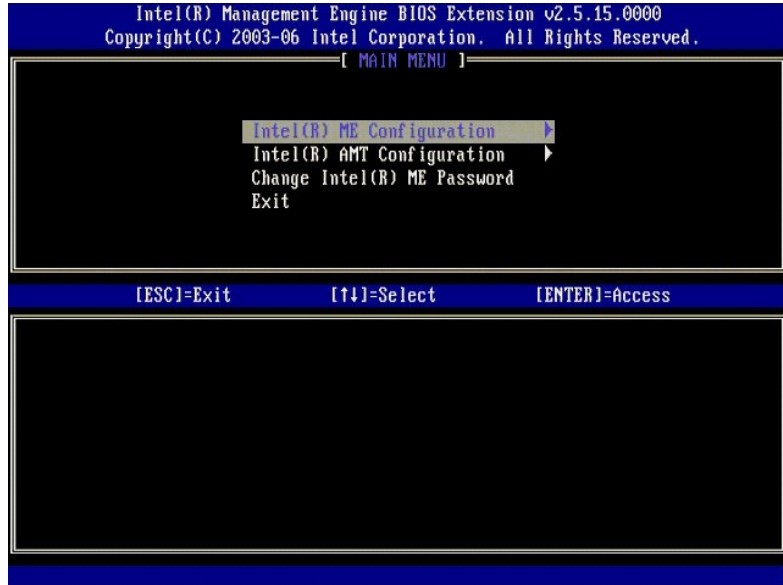 Intel(R) Management Engine BIOS Extension v2.5.15.0000
Copyright(C) 2003-06 Intel Corporation. All Rights Reserved.
[ MAIN MENU ]
Intel(R) ME Configuration ►
Intel(R) AMT Configuration ►
Change Intel(R) ME Password
Exit
[ESC]=Exit [↑↓]=Select [ENTER]=Access